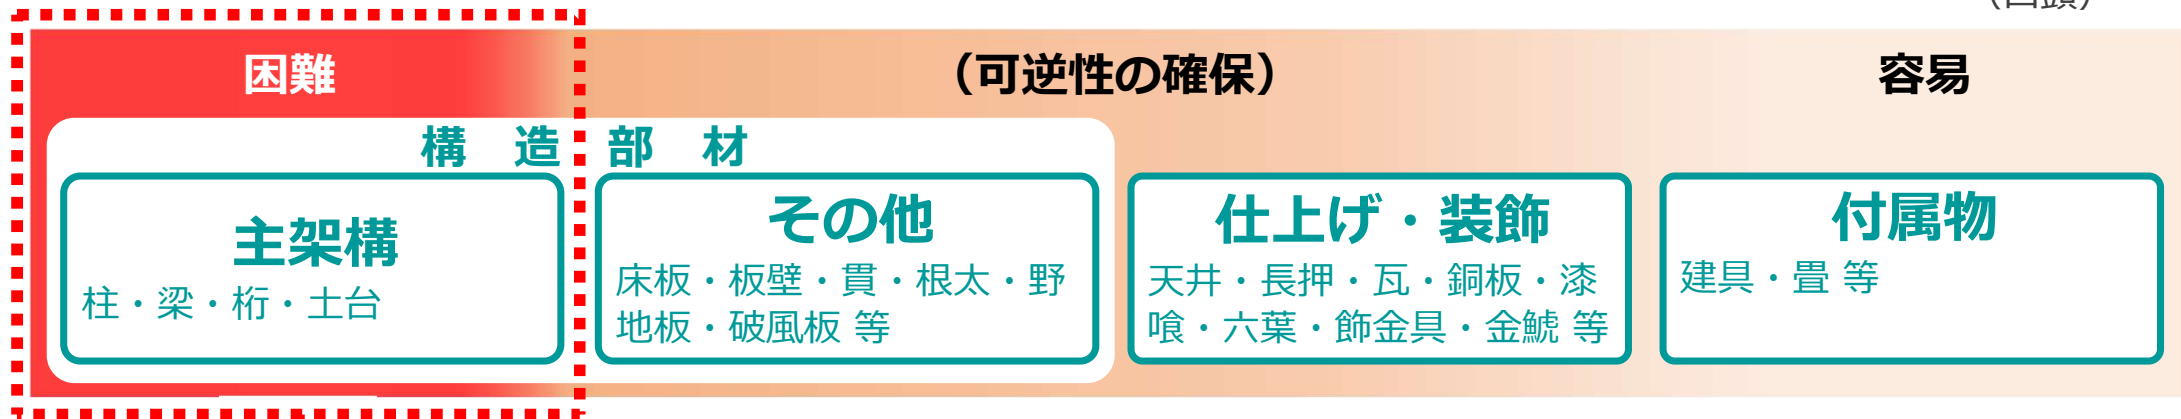 困難
（可逆性の確保）
容易
構造部材
主架構
柱・梁・桁・土台
その他
床板・板壁・貫・根太・野
地板・破風板 等
仕上げ・装飾
天井・長押・瓦・銅板・漆
喰・六葉・飾金具・金鯱 等
付属物
建具・畳 等